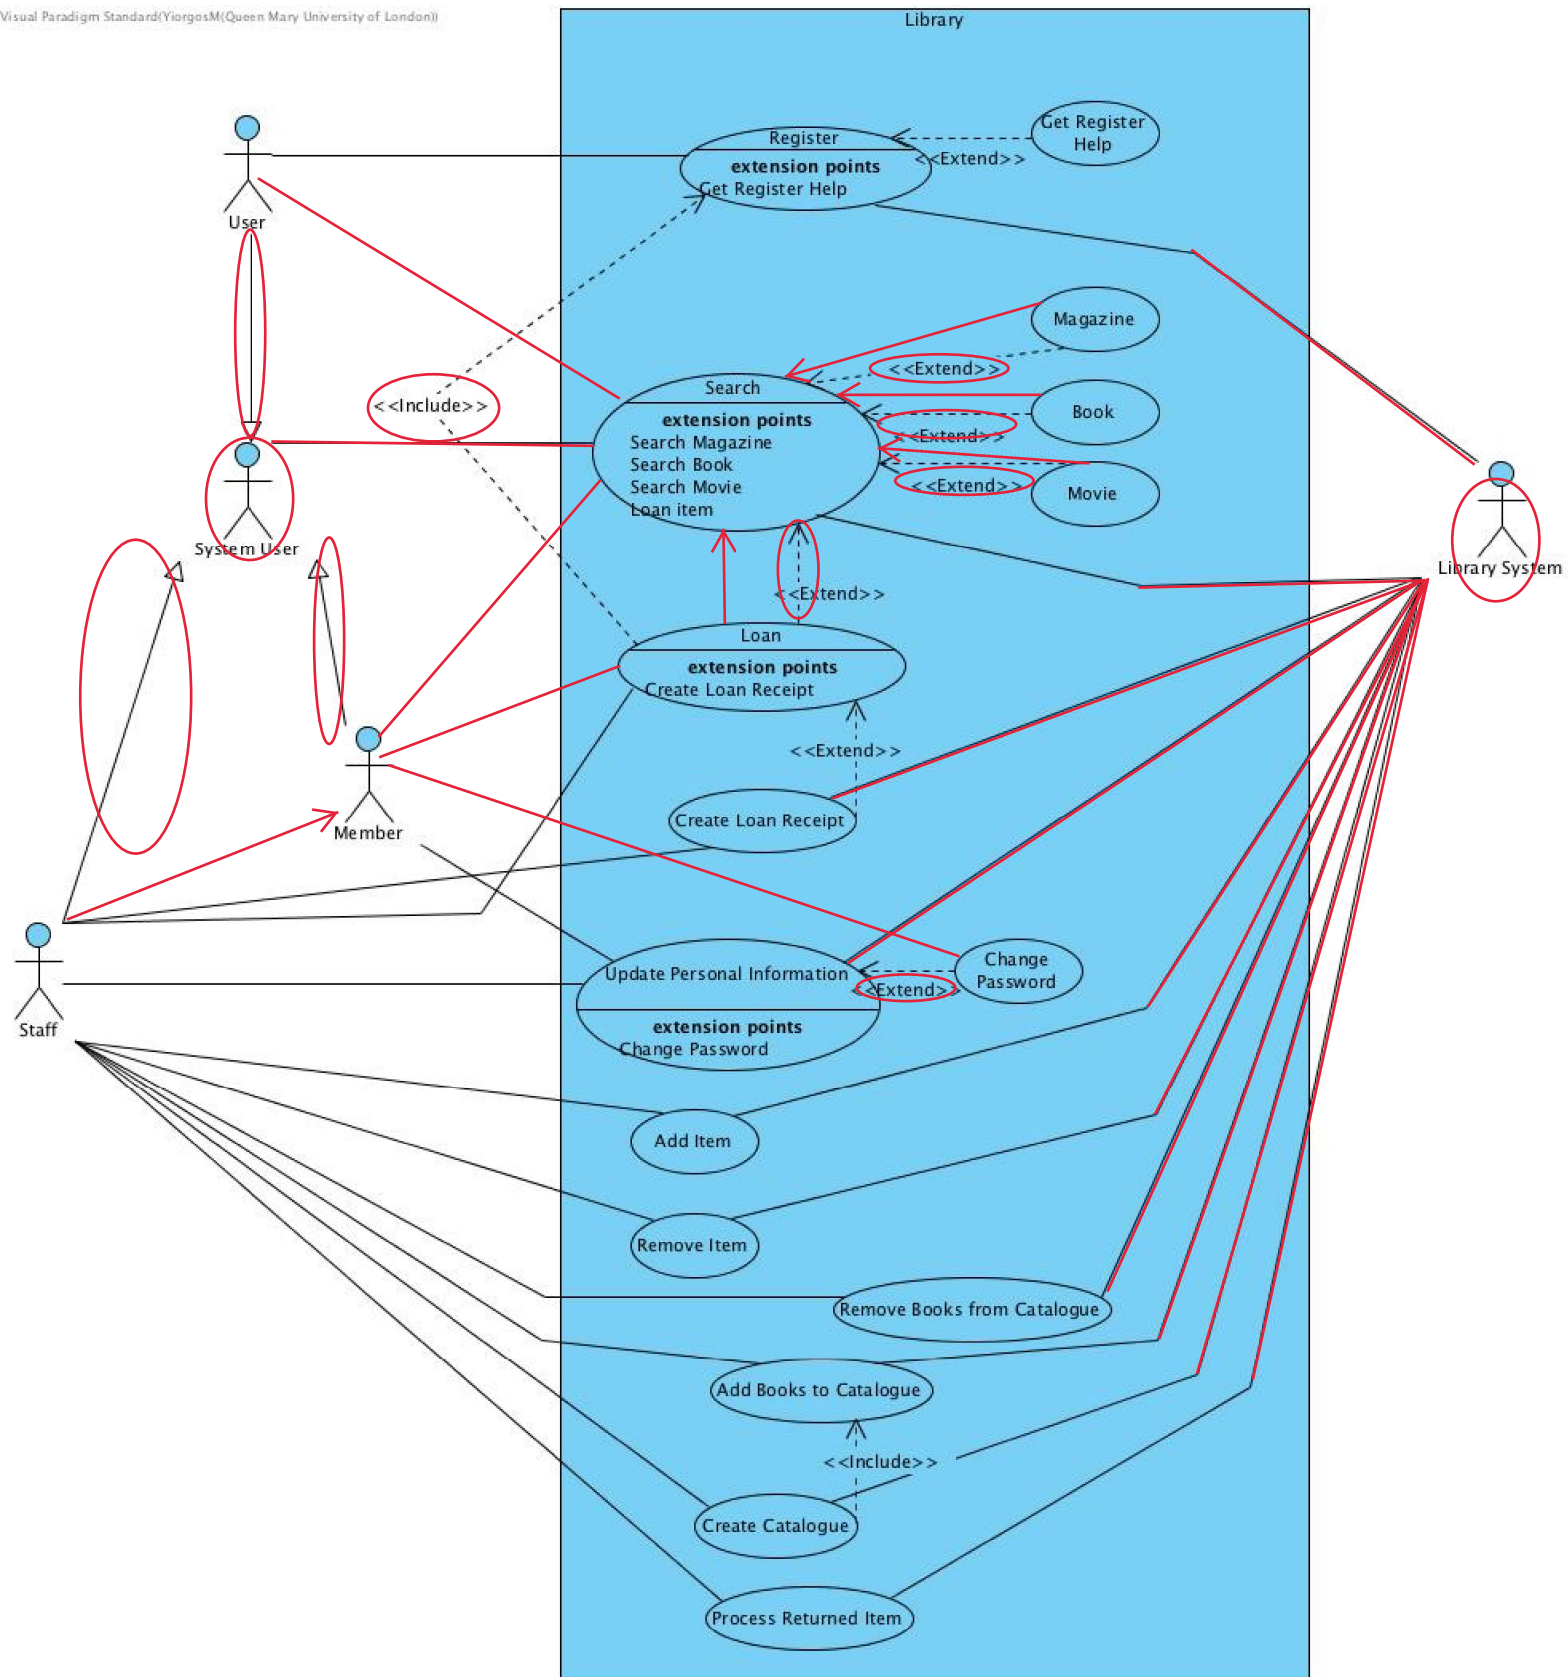 Visual Paradigm Standard(YiorgosM(Queen Mary University of London))
Library
Get Register
Help
Register
<<Extend>>
extension points
Get Register Help
User
Magazine
<<Extend>>
Search
<<Include>>
Book
extension points
<<Extend>>
Search Magazine
Search Book
Search Movie
<<Extend>>
Movie
Loan item
System User
Library System
<<Extend>>
Loan
extension points
Create Loan Receipt
<<Extend>>
Create Loan Receipt
Member
Change
Password
Update Personal Information
<<Extend>>
Staff
extension points
Change Password
Add Item
Remove Item
Remove Books from Catalogue
Add Books to Catalogue
<<Include>>
Create Catalogue
Process Returned Item